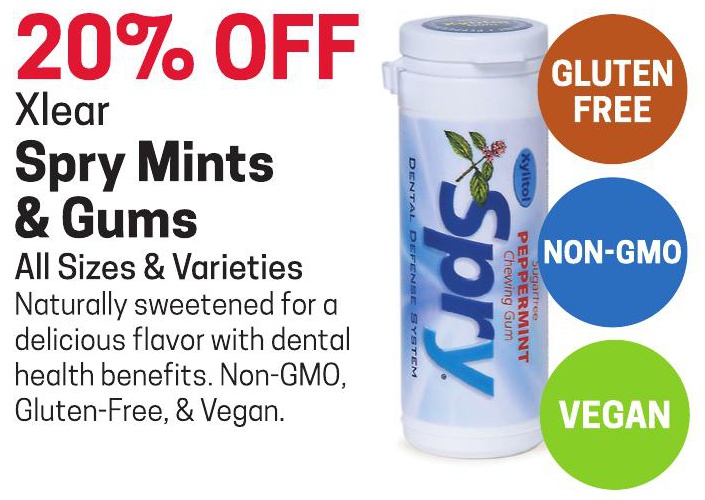 20% OFF
Xlear
Spry Mints
& Gums
All Sizes & Varieties
Naturally sweetened for a
delicious flavor with dental
health benefits. Non-GMO,
Gluten-Free, & Vegan.
Xylitol
Spry
DENTAL DEFENSE SYSTEM
Sugarfree
PEPPERMINT
Chewing Gum
GLUTEN
FREE
NON-GMO
VEGAN